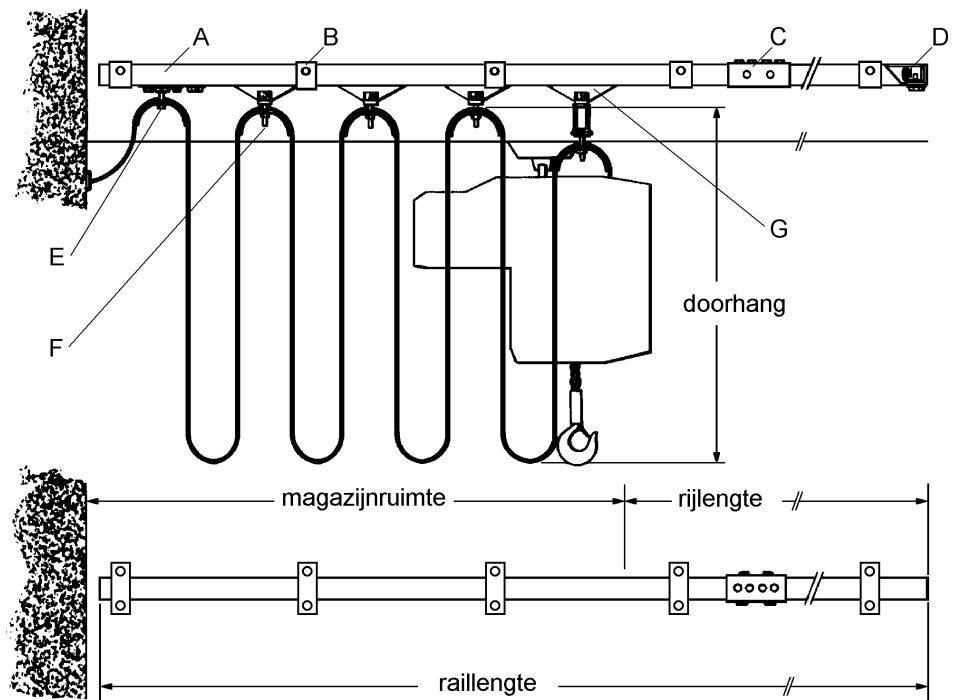 A B C D
E
G
doorhang
F
magazijnruimte rijlengte
raillengte